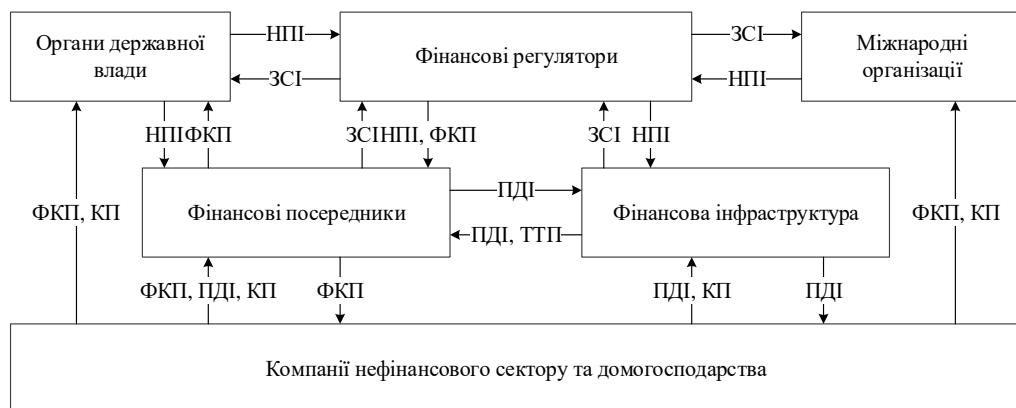 Органи державної
влади
НПІ
ЗСІ
Фінансові регулятори
ЗСІ
НПІ
Міжнародні
організації
НПІ
ФКП
ЗСІ
НПІ, ФКП
ЗСІ
НПІ
ФКП, КП
Фінансові посередники
ПДІ
ПДІ, ТТП
Фінансова інфраструктура
ФКП, КП
ФКП, ПДІ, КП
ФКП
ПДІ, КП
ПДІ
Компанії нефінансового сектору та домогосподарства